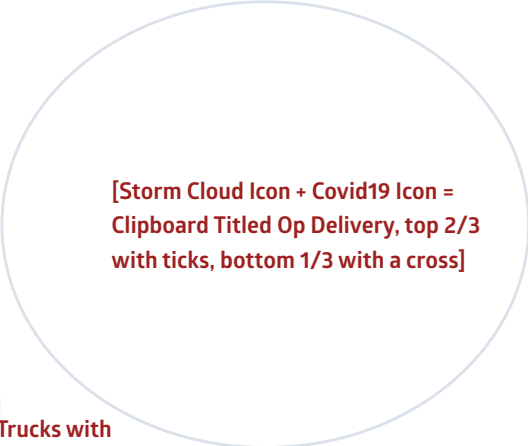 [Storm Cloud Icon + Covid19 Icon =
Clipboard Titled Op Delivery, top 2/3
with ticks, bottom 1/3 with a cross]
Trucks with